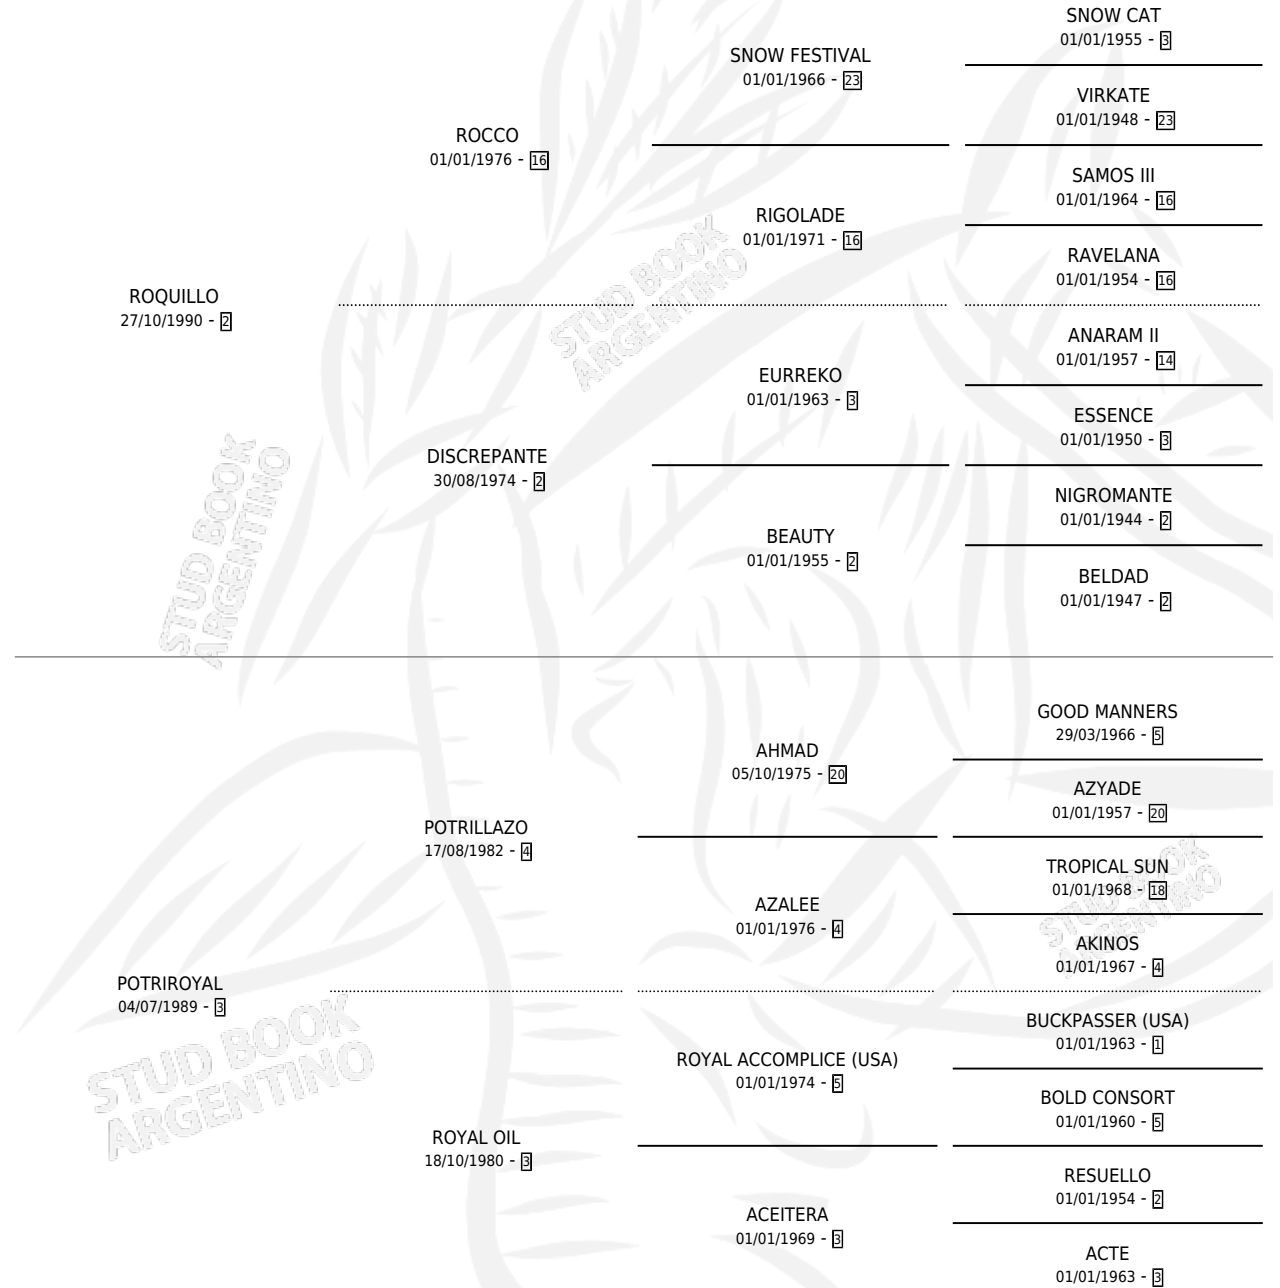 SNOW CAT
01/01/1955 - 3
SNOW FESTIVAL
01/01/1966 - 23
VIRKATE
01/01/1948 - 23
ROCCO
01/01/1976 - 16
SAMOS III
01/01/1964 - 16
RIGOLADE
01/01/1971 - 16
RAVELANA
01/01/1954 - 16
ROQUILLO
27/10/1990 - 2
STUD BOOK
ARGENTINO
ANARAM II
01/01/1957 - 14
EURREKO
01/01/1963 - 3
ESSENCE
01/01/1950 - 3
DISCREPANTE
30/08/1974 - 2
NIGROMANTE
01/01/1944 - 2
BEAUTY
01/01/1955 - 2
BELDAD
01/01/1947 - 2
STUD BOOK
ARGENTINO
GOOD MANNERS
29/03/1966 - 5
AHMAD
05/10/1975 - 20
AZYADE
01/01/1957 - 20
POTRILLAZO
17/08/1982 - 4
TROPICAL SUN
01/01/1968 - 18
AZALEE
01/01/1976 - 4
AKINOS
01/01/1967 - 4
STUD BOOK
ARGENTINO
POTRIROYAL
04/07/1989 - 3
BUCKPASSER (USA)
01/01/1963 - 1
ROYAL ACCOMPLICE (USA)
01/01/1974 - 5
BOLD CONSORT
01/01/1960 - 5
STUD BOOK
ARGENTINO
ROYAL OIL
18/10/1980 - 3
RESUELLO
01/01/1954 - 2
ACEITERA
01/01/1969 - 3
ACTE
01/01/1963 - 3